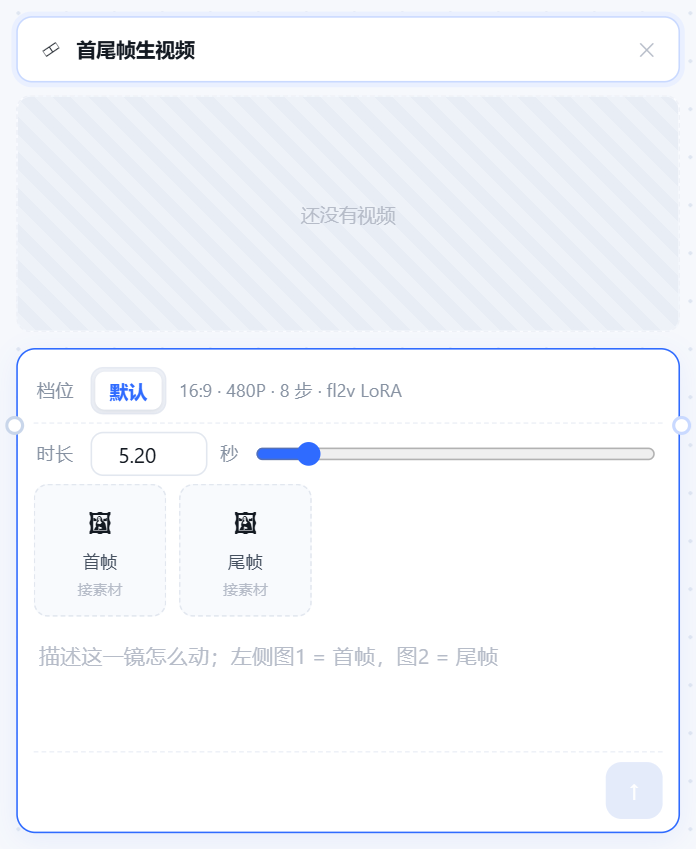 首尾帧生视频
还没有视频
档位 默认 16:9 · 480P · 8 步 · fl2v LoRA
时长 5.20 秒
首帧 尾帧
接素材 接素材
描述这一镜怎么动；左侧图1 = 首帧，图2 = 尾帧
↑